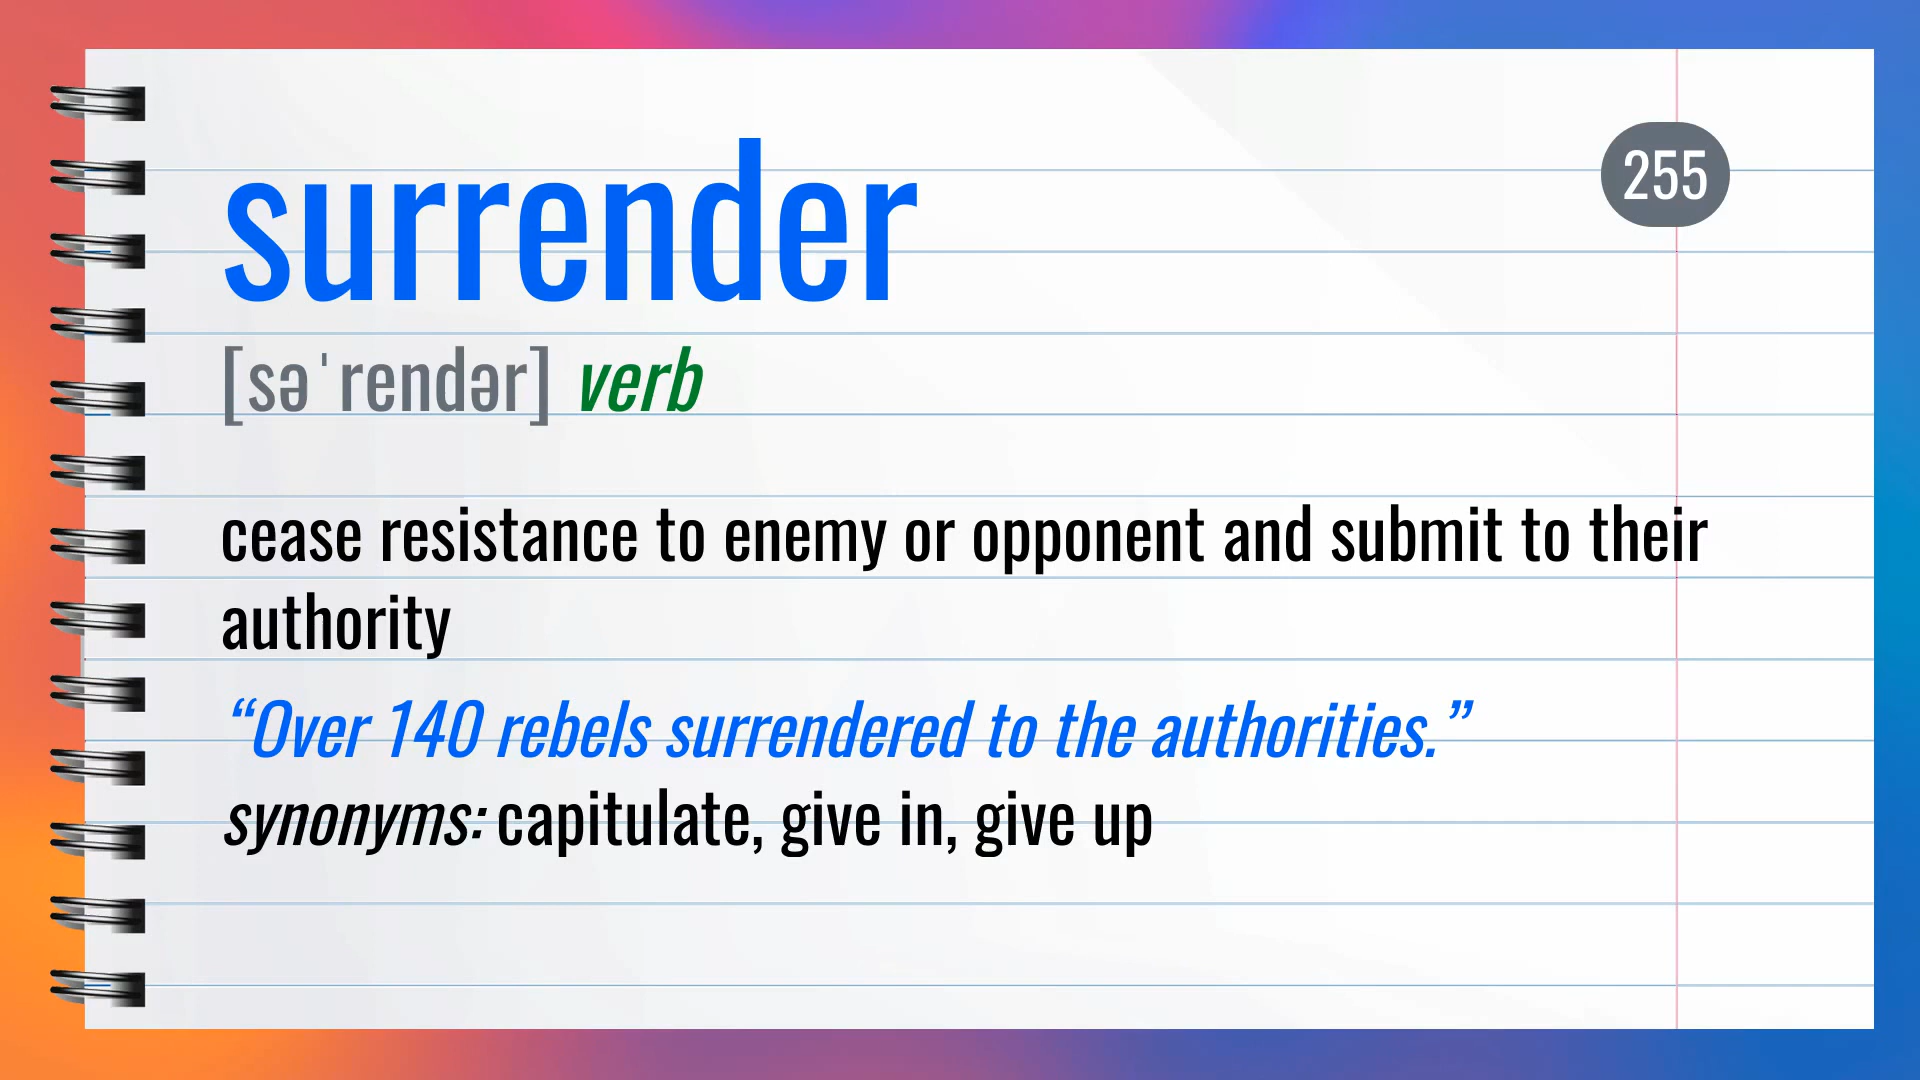 surrender
255
[səˈrendər] verb
cease resistance to enemy or opponent and submit to their
authority
“Over 140 rebels surrendered to the authorities.”
synonyms: capitulate, give in, give up